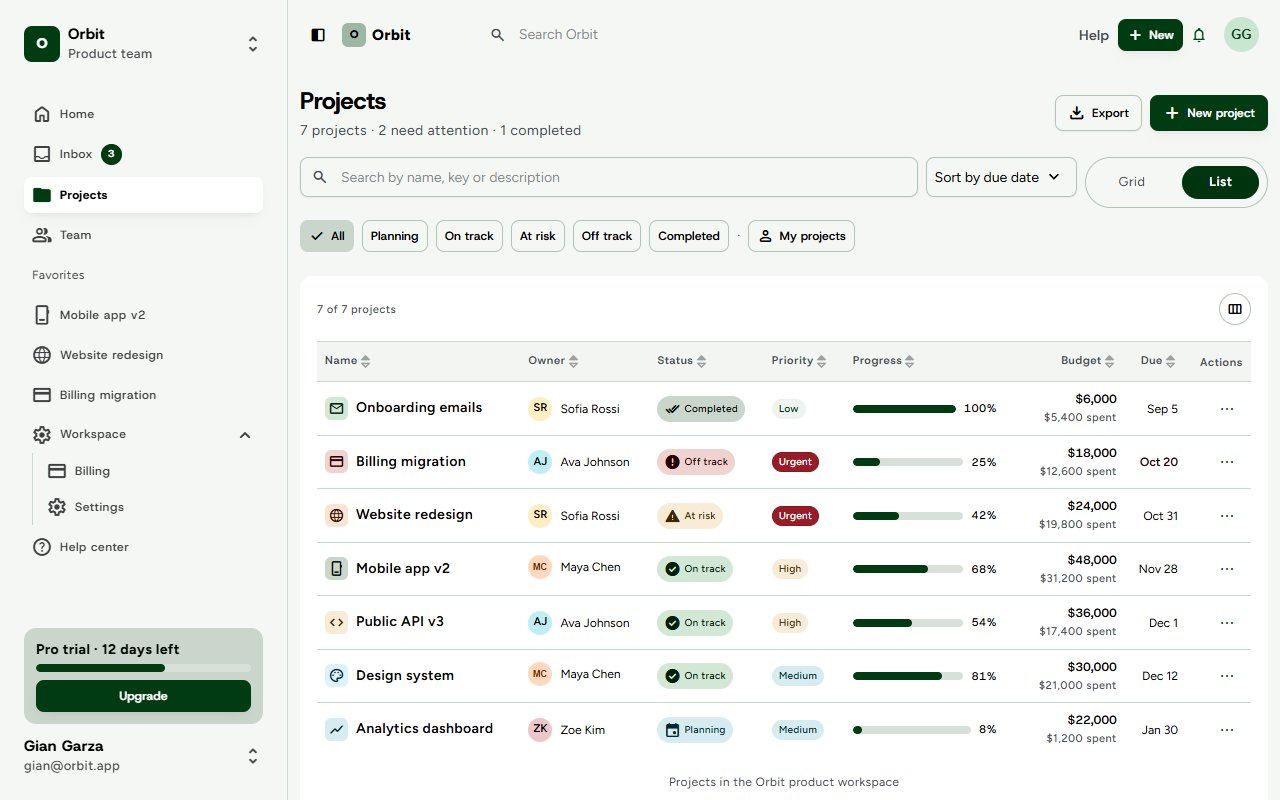 O
Orbit
Product team
Home
Inbox 3
Projects
Team
Favorites
Mobile app v2
Website redesign
Billing migration
Workspace
Billing
Settings
Help center
Pro trial · 12 days left
Upgrade
Gian Garza
gian@orbit.app
O Orbit
Search Orbit
Help
New
GG
Projects
7 projects · 2 need attention · 1 completed
Export
New project
Search by name, key or description
Sort by due date
Grid
List
All
Planning
On track
At risk
Off track
Completed
·
My projects
7 of 7 projects
Name Owner Status Priority Progress Budget Due Actions
Onboarding emails SR Sofia Rossi Completed Low 100% $6,000 Sep 5 ...
$5,400 spent
Billing migration AJ Ava Johnson Off track Urgent 25% $18,000 Oct 20 ...
$12,600 spent
Website redesign SR Sofia Rossi At risk Urgent 42% $24,000 Oct 31 ...
$19,800 spent
Mobile app v2 MC Maya Chen On track High 68% $48,000 Nov 28 ...
$31,200 spent
Public API v3 AJ Ava Johnson On track High 54% $36,000 Dec 1 ...
$17,400 spent
Design system MC Maya Chen On track Medium 81% $30,000 Dec 12 ...
$21,000 spent
Analytics dashboard ZK Zoe Kim Planning Medium 8% $22,000 Jan 30 ...
$1,200 spent
Projects in the Orbit product workspace